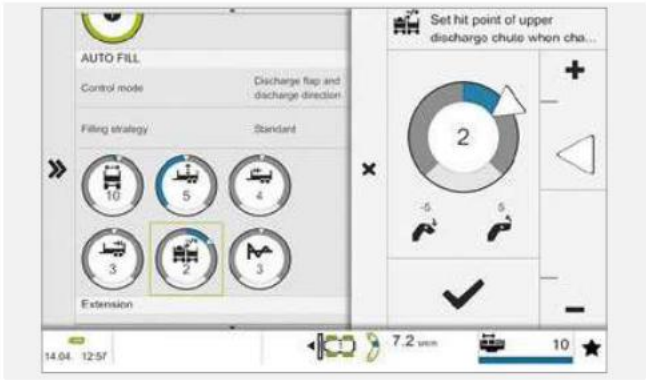 AUTO FILL
Control mode
Discharge flap and
discharge direction
Filling strategy
Standard
10
5
4
3
2
3
Extension
Set hit point of upper
discharge chute when cha...
2
-5
5
14.04. 12:57
7.2
10